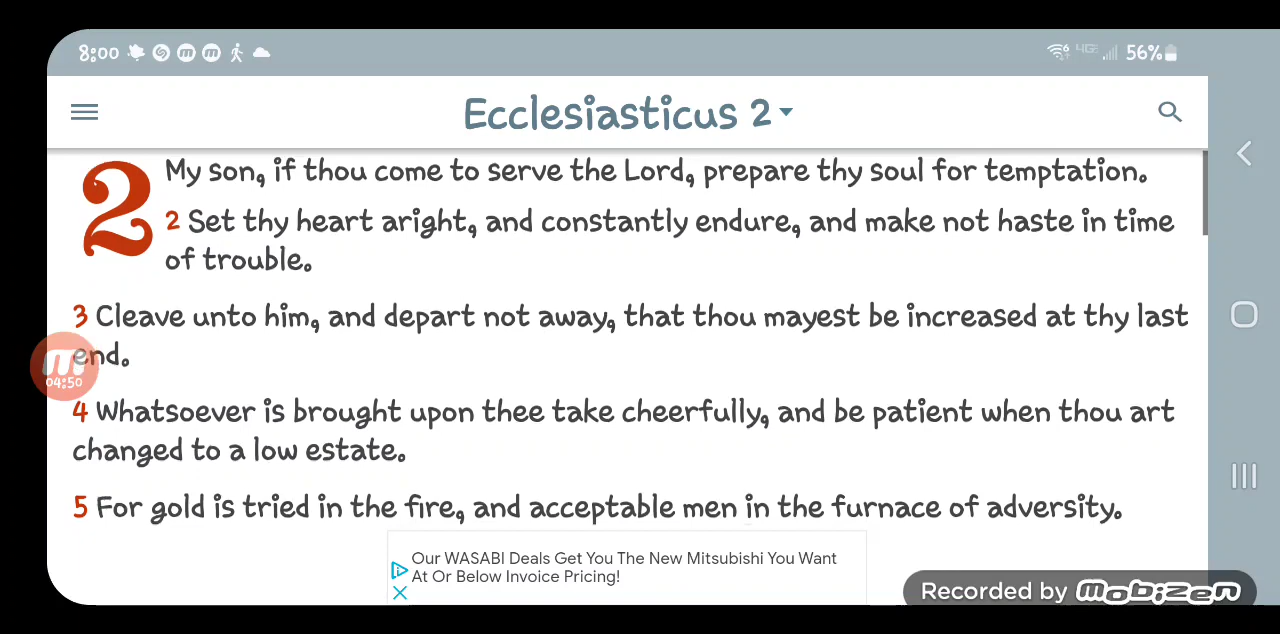 8:00 4GE 56%
Ecclesiasticus 2
2 My son, if thou come to serve the Lord, prepare thy soul for temptation.
2 Set thy heart aright, and constantly endure, and make not haste in time
of trouble.
3 Cleave unto him, and depart not away, that thou mayest be increased at thy last
end.
04:50
4 Whatsoever is brought upon thee take cheerfully, and be patient when thou art
changed to a low estate.
5 For gold is tried in the fire, and acceptable men in the furnace of adversity.
Our WASABI Deals Get You The New Mitsubishi You Want
At Or Below Invoice Pricing!
Recorded by mobizen